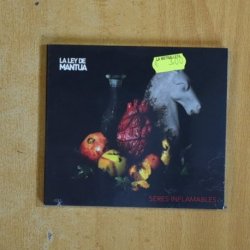 LA LEY DE
MANTUA
SERES INFLAMABLES